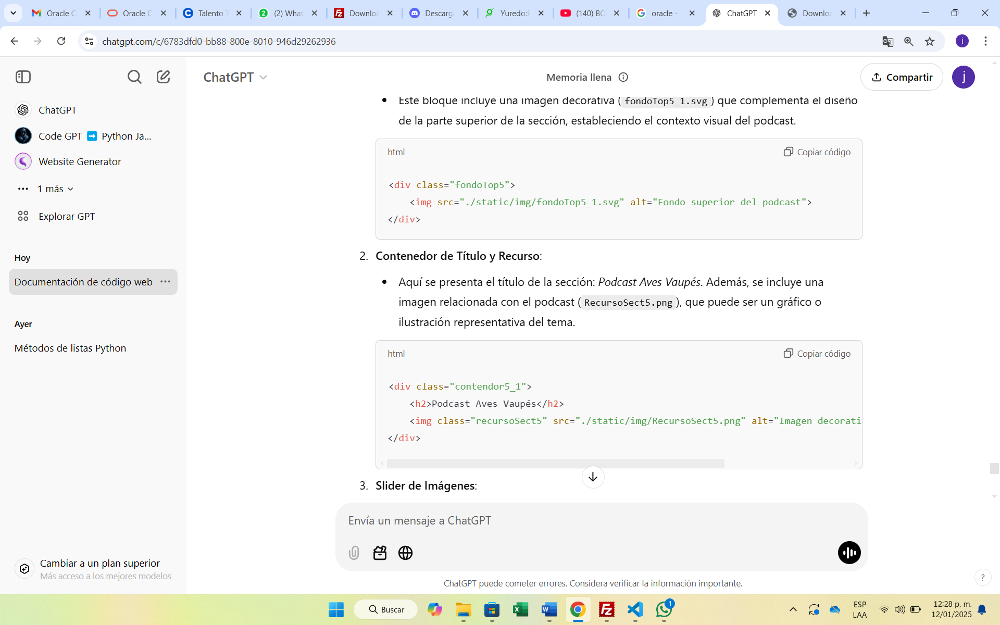 Oracle C
Oracle C
Talento T
(2) What
Downloa
Descarga
Yuredo:E
(140) BO
oracle -
ChatGPT
Downloa
chatgpt.com/c/6783dfd0-bb88-800e-8010-946d29262936
j
ChatGPT
Memoria llena
Compartir
j
ChatGPT
Code GPT ➡ Python Ja...
Website Generator
1 más
Explorar GPT
Hoy
Documentación de código web
Ayer
Métodos de listas Python
Cambiar a un plan superior
Más acceso a los mejores modelos
• Este bloque incluye una imagen decorativa ( fondoTop5_1.svg ) que complementa el diseño
de la parte superior de la sección, estableciendo el contexto visual del podcast.
html
Copiar código
<div class="fondoTop5">
<img src="./static/img/fondoTop5_1.svg" alt="Fondo superior del podcast">
</div>
2. Contenedor de Título y Recurso:
• Aquí se presenta el título de la sección: Podcast Aves Vaupés. Además, se incluye una
imagen relacionada con el podcast ( RecursoSect5.png ), que puede ser un gráfico o
ilustración representativa del tema.
html
Copiar código
<div class="contendor5_1">
<h2>Podcast Aves Vaupés</h2>
<img class="recursoSect5" src="./static/img/RecursoSect5.png" alt="Imagen decorati
</div>
3. Slider de Imágenes:
Envía un mensaje a ChatGPT
ChatGPT puede cometer errores. Considera verificar la información importante.
?
Buscar
1
ESP
LAA
12:28 p. m.
12/01/2025